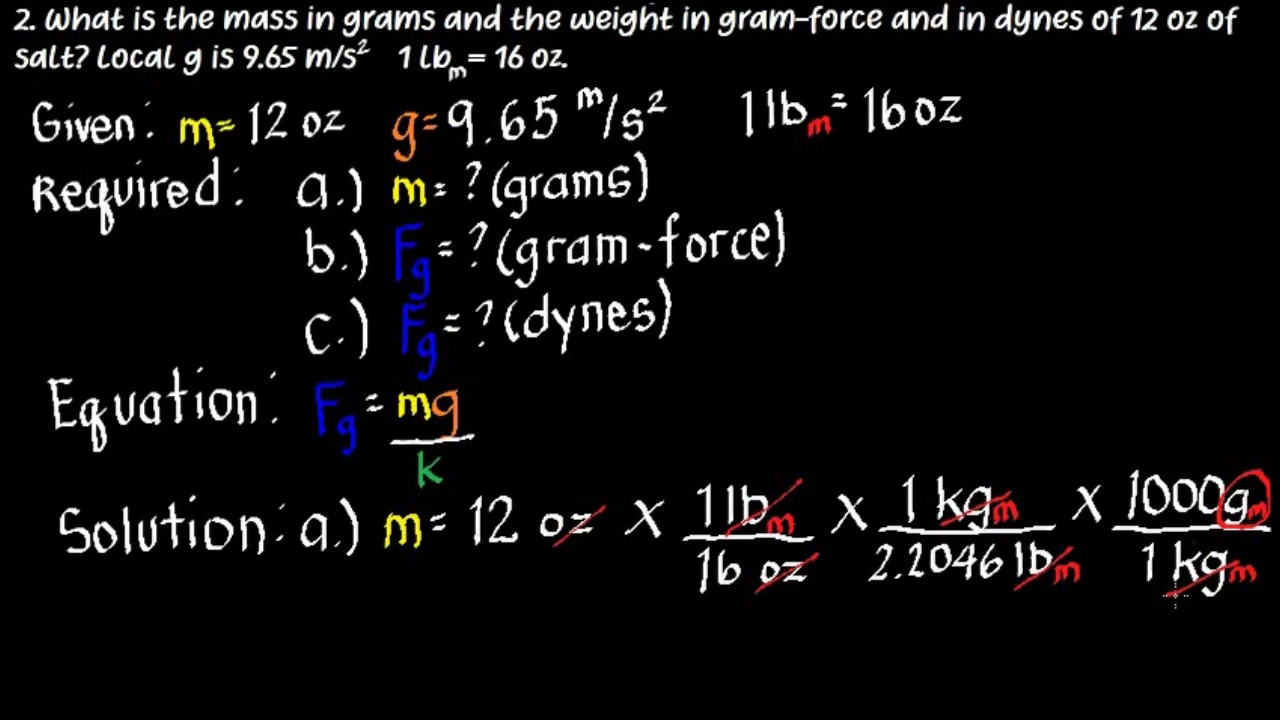 2. What is the mass in grams and the weight in gram-force and in dynes of 12 oz of
salt? Local g is 9.65 m/s² 1 lbₘ = 16 oz.
Given: m= 12 oz g= 9.65 m/s² 1 lbₘ = 16 oz
Required: a.) m= ? (grams)
b.) Fg = ? (gram-force)
c.) Fg = ? (dynes)
Equation: Fg = mg
k
Solution: a.) m= 12 oz x 1 lbₘ x 1 kgₘ x 1000gₘ
16 oz 2.2046 lbₘ 1 kgₘ